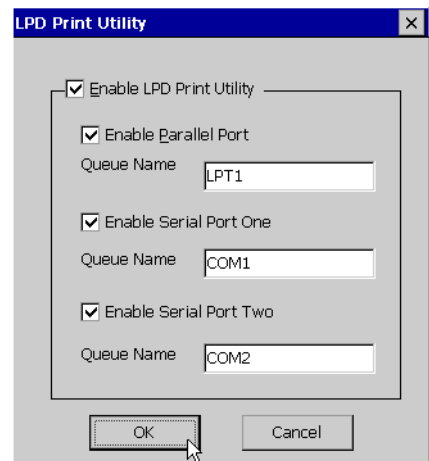 LPD Print Utility
Enable LPD Print Utility
Enable Parallel Port
Queue Name LPT1
Enable Serial Port One
Queue Name COM1
Enable Serial Port Two
Queue Name COM2
OK Cancel